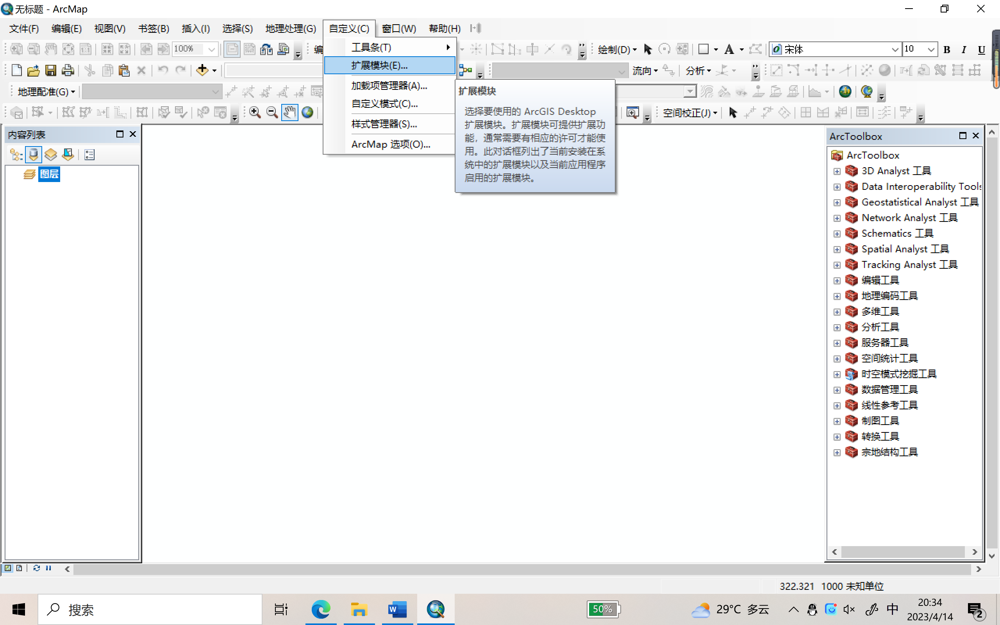 无标题 - ArcMap
文件(F) 编辑(E) 视图(V) 书签(B) 插入(I) 选择(S) 地理处理(G) 自定义(C) 窗口(W) 帮助(H)
100% 绘制(D) A 宋体 10 B I U
流向 分析
地理配准(G)
空间校正(J)
工具条(T)
扩展模块(E)...
加载项管理器(A)...
自定义模式(C)...
样式管理器(S)...
ArcMap 选项(O)...
扩展模块
选择要使用的 ArcGIS Desktop
扩展模块。扩展模块可提供扩展功
能，通常需要有相应的许可才能使
用。此对话框列出了当前安装在系
统中的扩展模块以及当前应用程序
启用的扩展模块。
内容列表
图层
ArcToolbox
ArcToolbox
3D Analyst 工具
Data Interoperability Tools
Geostatistical Analyst 工具
Network Analyst 工具
Schematics 工具
Spatial Analyst 工具
Tracking Analyst 工具
编辑工具
地理编码工具
多维工具
分析工具
服务器工具
空间统计工具
时空模式挖掘工具
数据管理工具
线性参考工具
制图工具
转换工具
宗地结构工具
322.321 1000 未知单位
搜索
50%
29°C 多云
中
20:34
2023/4/14
2